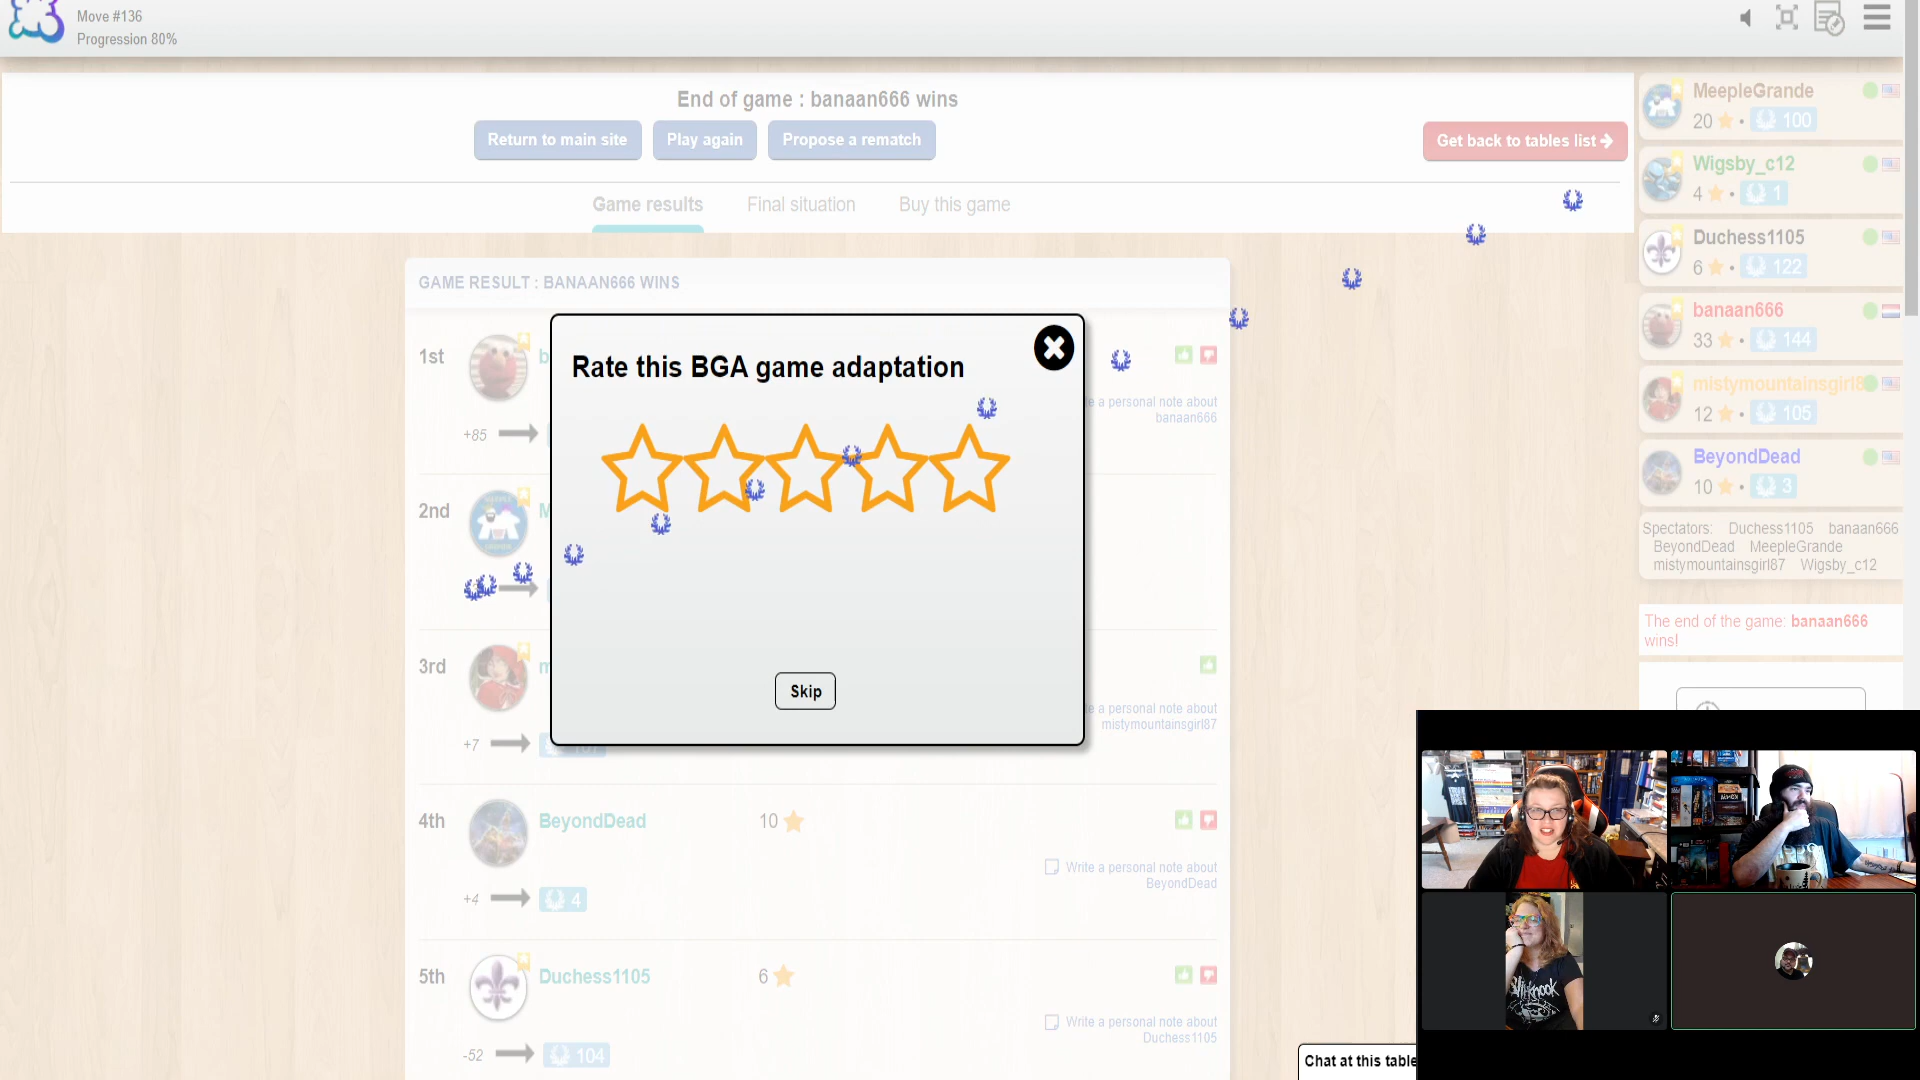 Move #136
Progression 80%
End of game : banaan666 wins
Return to main site
Play again
Propose a rematch
Get back to tables list
Game results
Final situation
Buy this game
GAME RESULT : BANAAN666 WINS
1st
b
+85
e a personal note about
banaan666
2nd
M
3rd
m
+7
e a personal note about
mistymountainsgirl87
4th
BeyondDead
10
+4
4
Write a personal note about
BeyondDead
5th
Duchess1105
6
-52
104
Write a personal note about
Duchess1105
Rate this BGA game adaptation
Skip
MeepleGrande
20 • 100
Wigsby_c12
4 • 1
Duchess1105
6 • 122
banaan666
33 • 144
mistymountainsgirl8
12 • 105
BeyondDead
10 • 3
Spectators: Duchess1105 banaan666
BeyondDead MeepleGrande
mistymountainsgirl87 Wigsby_c12
The end of the game: banaan666
wins!
Chat at this table